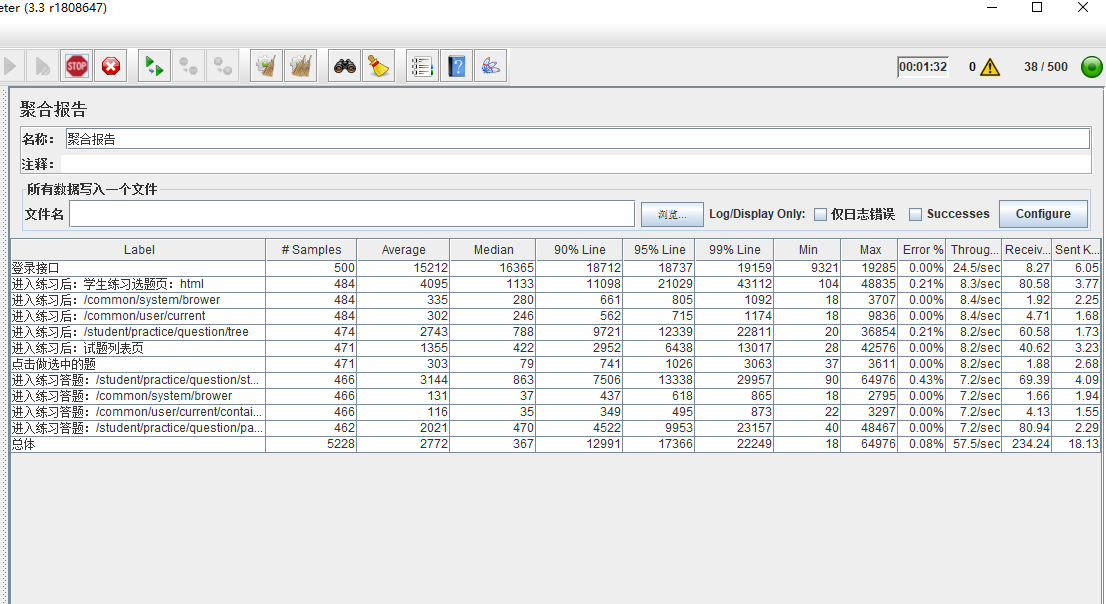 eter (3.3 r1808647)
STOP 00:01:32 0 38 / 500
聚合报告
名称： 聚合报告
注释：
所有数据写入一个文件
文件名 浏览... Log/Display Only: 仅日志错误 Successes Configure
Label # Samples Average Median 90% Line 95% Line 99% Line Min Max Error % Throug... Receiv... Sent K...
登录接口 500 15212 16365 18712 18737 19159 9321 19285 0.00% 24.5/sec 8.27 6.05
进入练习后：学生练习选题页：html 484 4095 1133 11098 21029 43112 104 48835 0.21% 8.3/sec 80.58 3.77
进入练习后：/common/system/brower 484 335 280 661 805 1092 18 3707 0.00% 8.4/sec 1.92 2.25
进入练习后：/common/user/current 484 302 246 562 715 1174 18 9836 0.00% 8.4/sec 4.71 1.68
进入练习后：/student/practice/question/tree 474 2743 788 9721 12339 22811 20 36854 0.21% 8.2/sec 60.58 1.73
进入练习后：试题列表页 471 1355 422 2952 6438 13017 28 42576 0.00% 8.2/sec 40.62 3.23
点击做选中的题 471 303 79 741 1026 3063 37 3611 0.00% 8.2/sec 1.88 2.68
进入练习答题：/student/practice/question/st... 466 3144 863 7506 13338 29957 90 64976 0.43% 7.2/sec 69.39 4.09
进入练习答题：/common/system/brower 466 131 37 437 618 865 18 2795 0.00% 7.2/sec 1.66 1.94
进入练习答题：/common/user/current/contai... 466 116 35 349 495 873 22 3297 0.00% 7.2/sec 4.13 1.55
进入练习答题：/student/practice/question/pa... 462 2021 470 4522 9953 23157 40 48467 0.00% 7.2/sec 80.94 2.29
总体 5228 2772 367 12991 17366 22249 18 64976 0.08% 57.5/sec 234.24 18.13